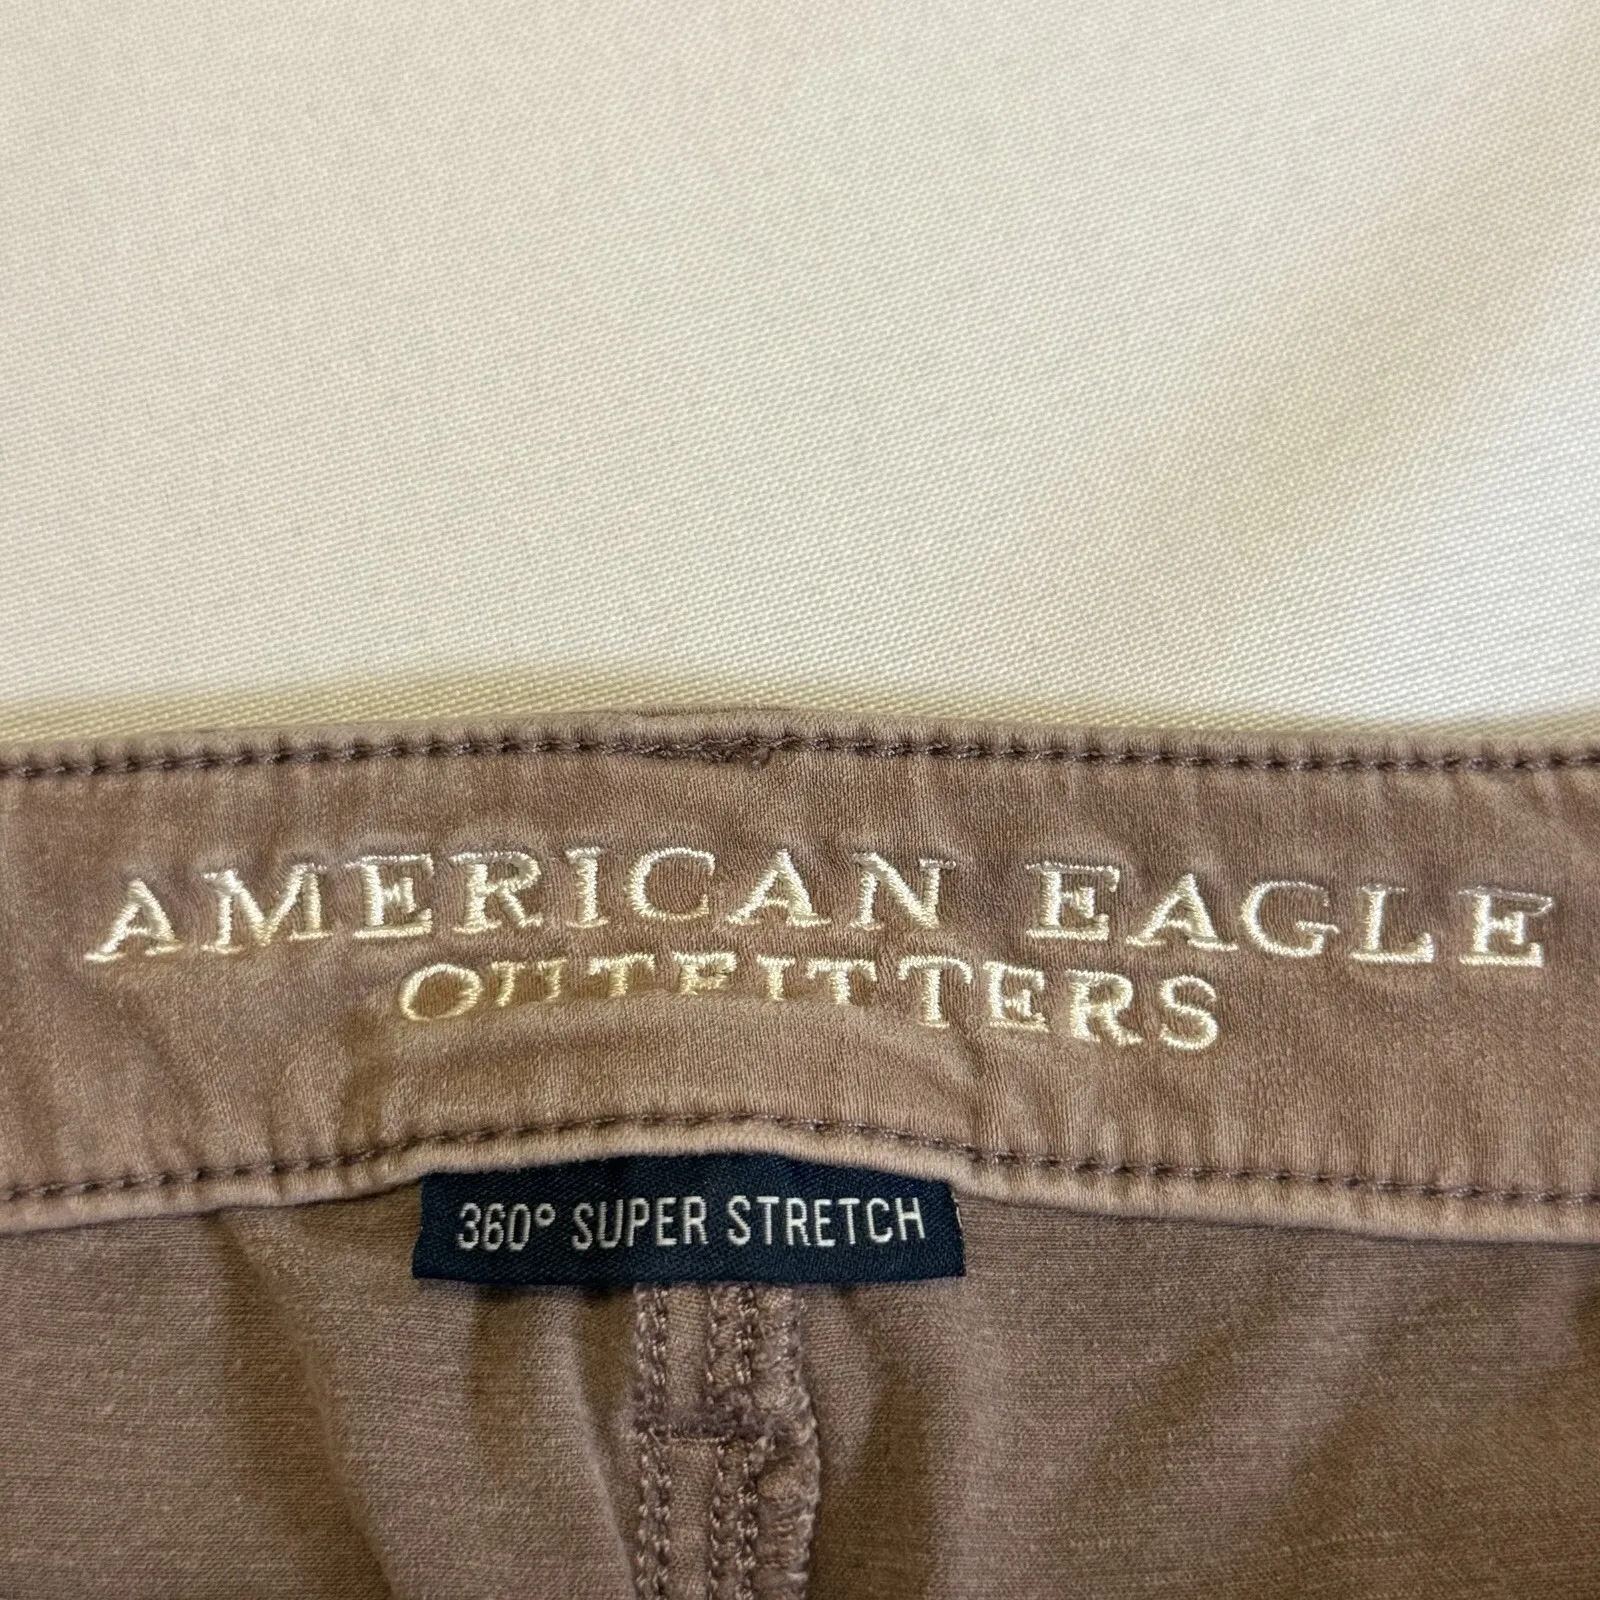 AMERICAN EAGLE
OUTFITTERS
360° SUPER STRETCH